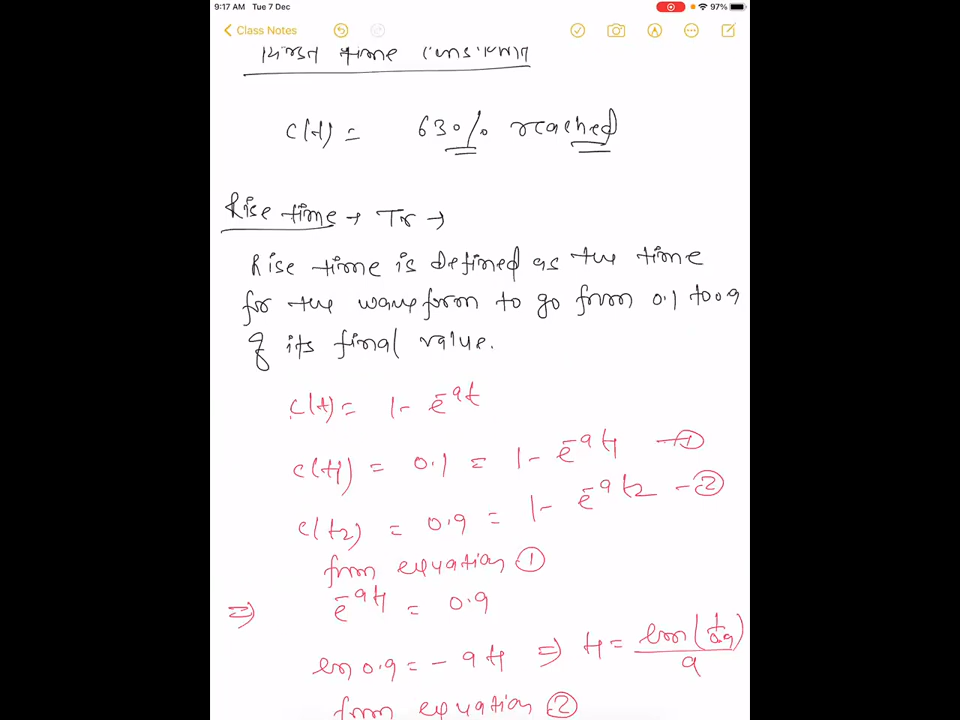 9:17 AM Tue 7 Dec 97%
Class Notes
time
c(t) = 63% reached
Rise time → Tr →
Rise time is defined as the time
for the waveform to go from 0.1 to 0.9
of its final value.
c(t) = 1 - e^-at
c(t1) = 0.1 = 1 - e^-at1 — ①
c(t2) = 0.9 = 1 - e^-at2 — ②
from equation ①
⇒ e^-at1 = 0.9
ln 0.9 = - at1 ⇒ t1 = ln(1/0.9)/a
from equation ②